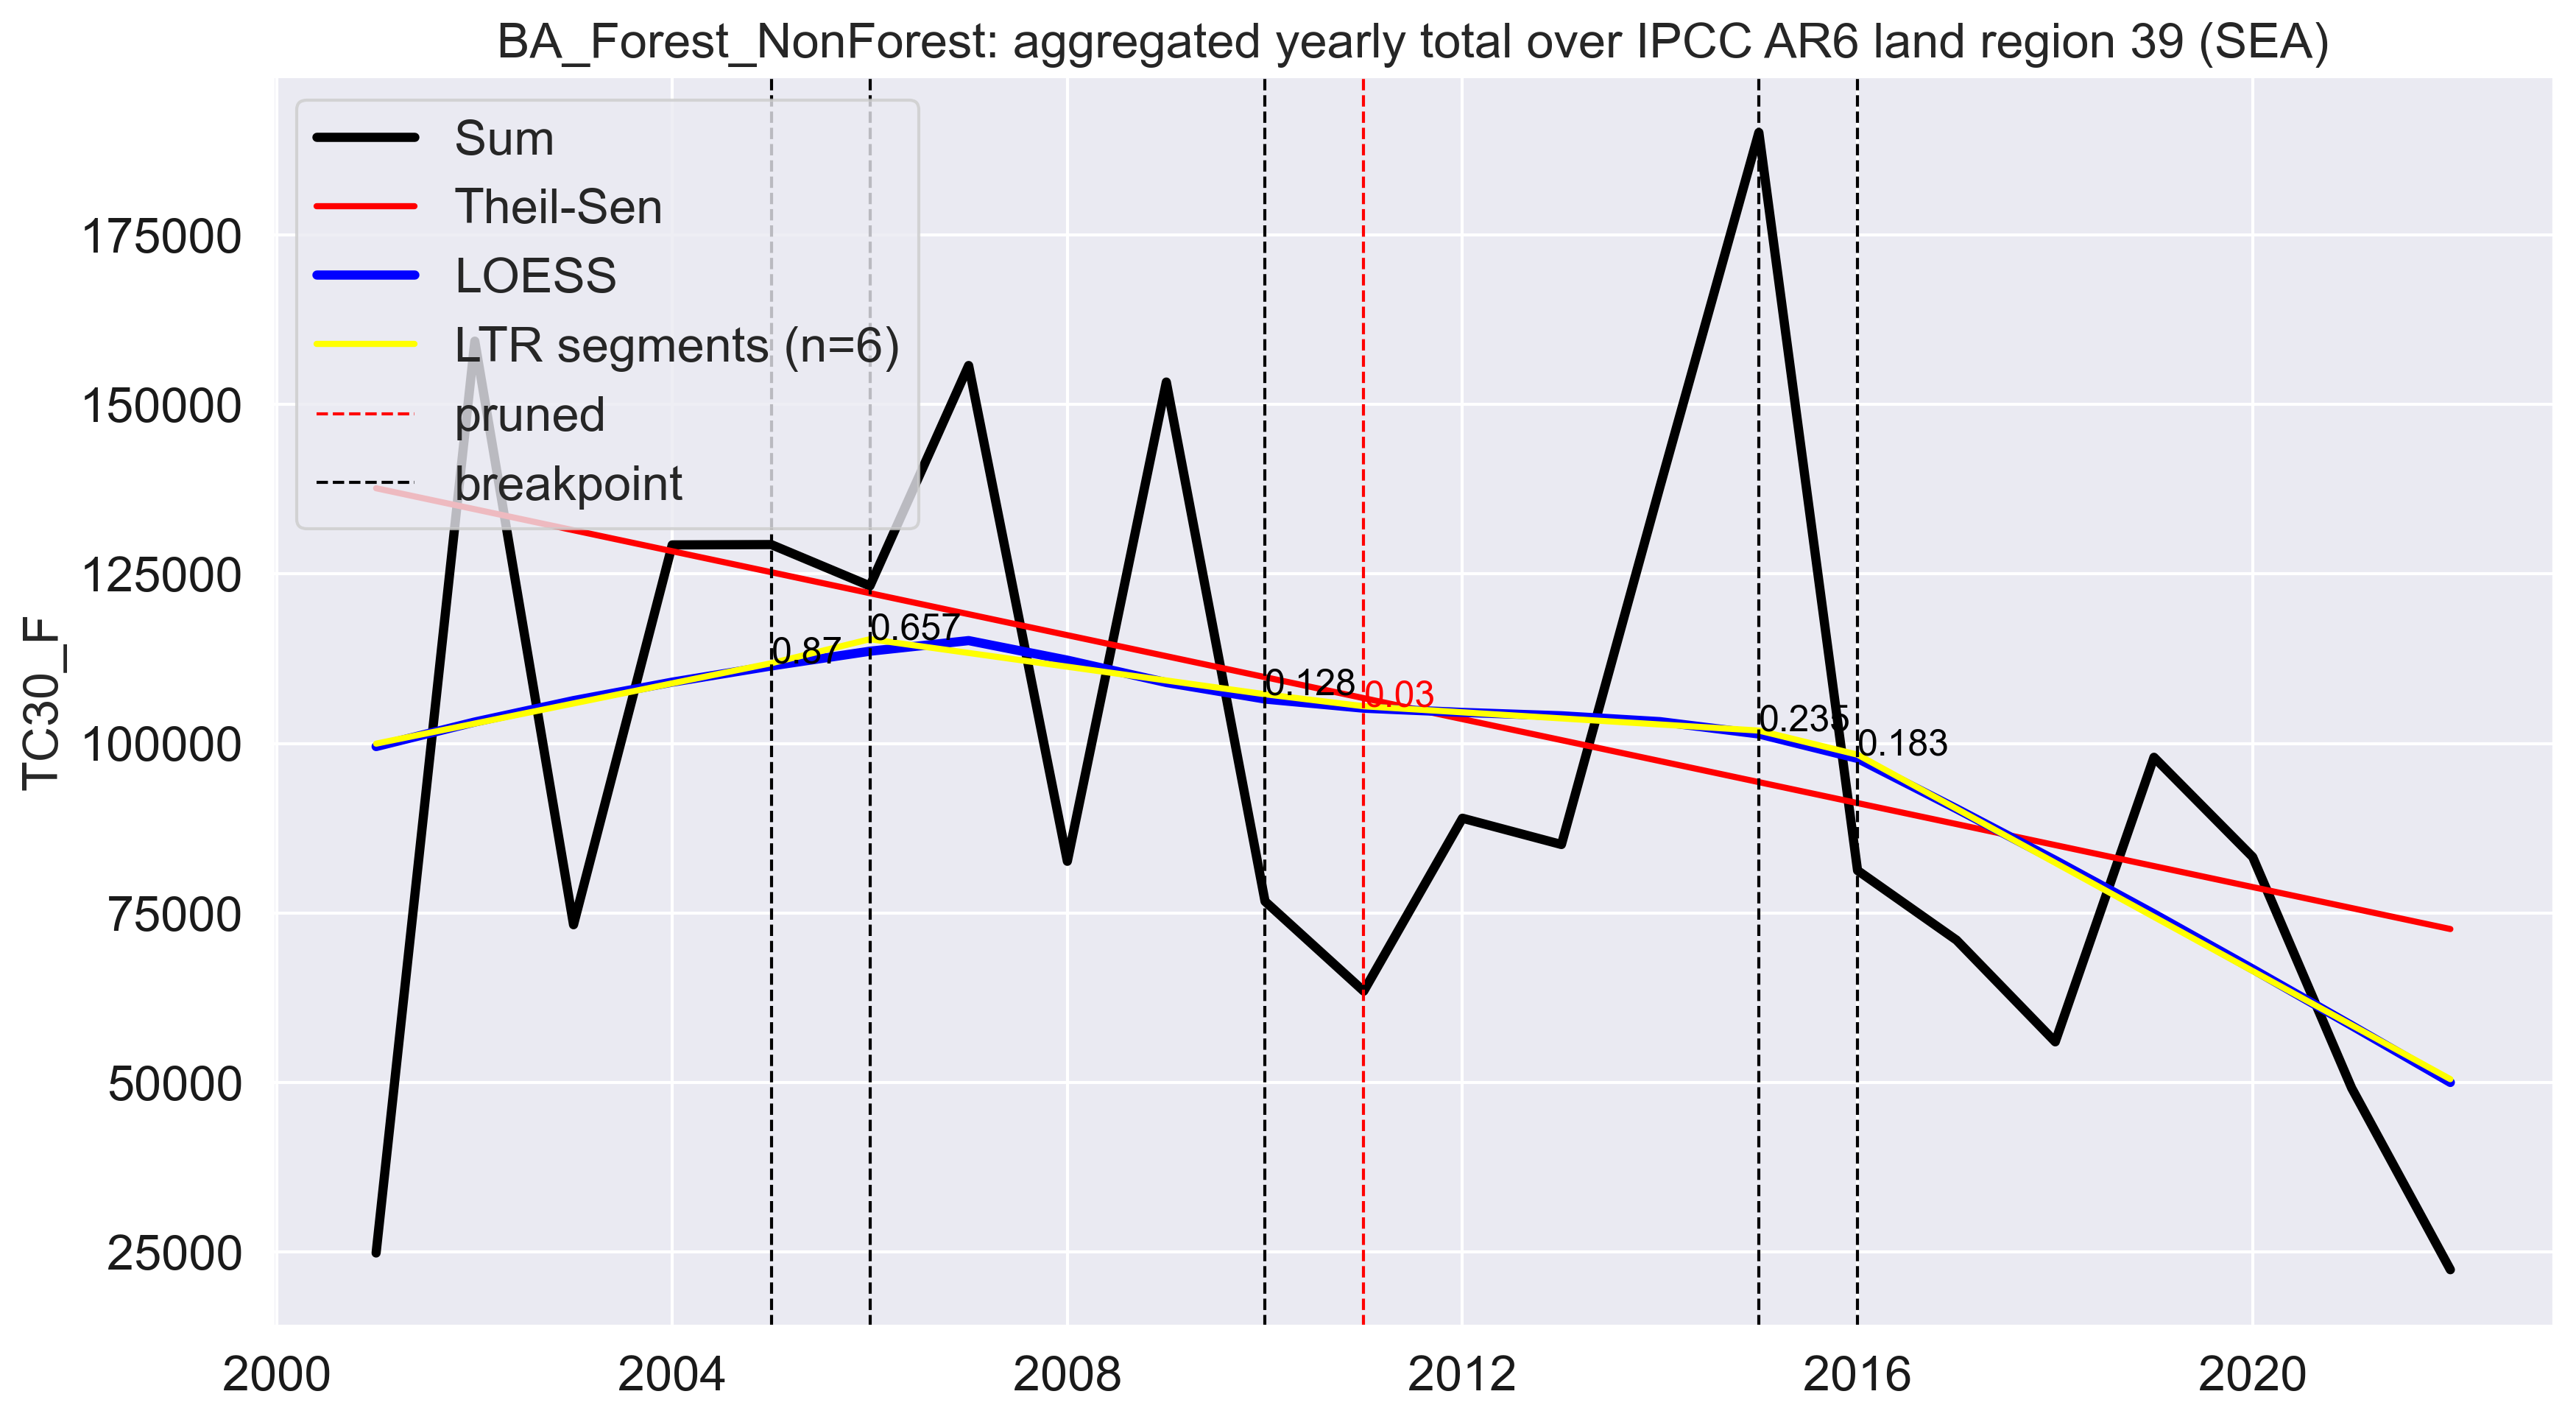 BA_Forest_NonForest: aggregated yearly total over IPCC AR6 land region 39 (SEA)
Sum
Theil-Sen
LOESS
LTR segments (n=6)
pruned
breakpoint
175000
150000
125000
100000
75000
50000
25000
TC30_F
0.87
0.657
0.128
0.03
0.235
0.183
2000
2004
2008
2012
2016
2020